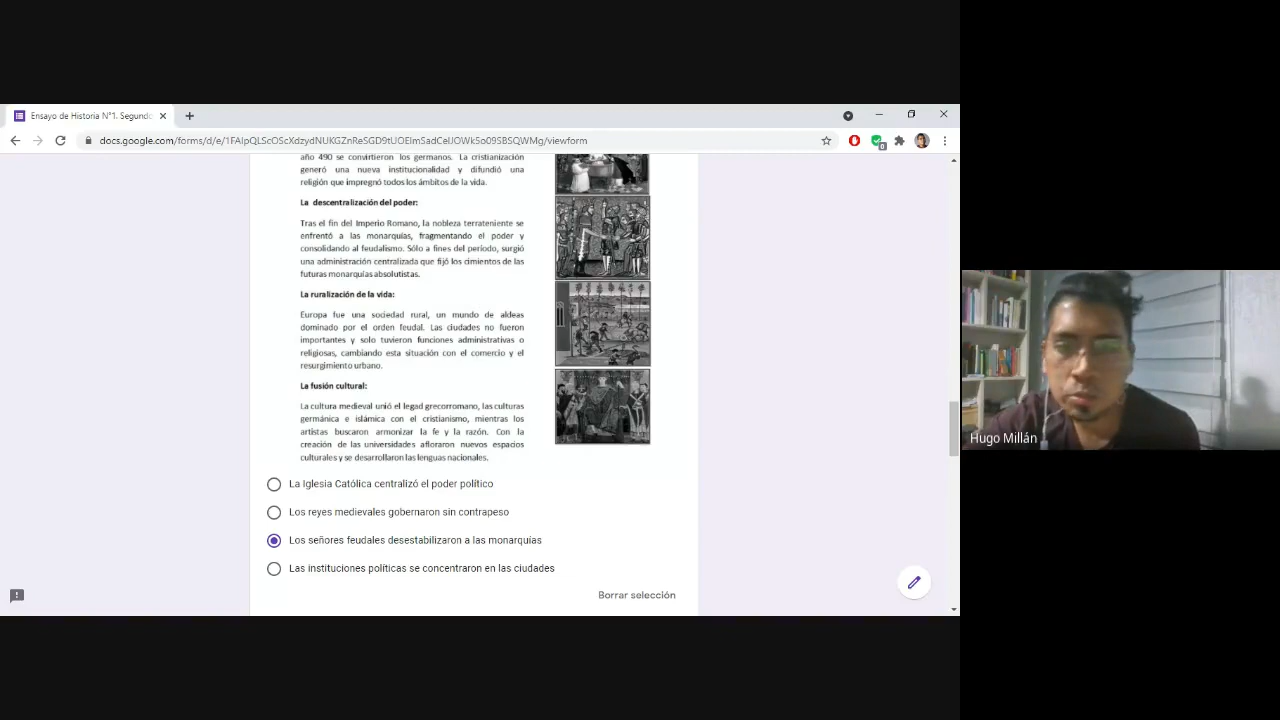 Ensayo de Historia N°1. Segundo
docs.google.com/forms/d/e/1FAIpQLScOScXdzydNUKGZnReSGD9tUOElmSadCelJOWk5o09SBSQWMg/viewform
año 490 se convirtieron los germanos. La cristianización
generó una nueva institucionalidad y difundió una
religión que impregnó todos los ámbitos de la vida.
La descentralización del poder:
Tras el fin del Imperio Romano, la nobleza terrateniente se
enfrentó a las monarquías, fragmentando el poder y
consolidando al feudalismo. Sólo a fines del período, surgió
una administración centralizada que fijó los cimientos de las
futuras monarquías absolutistas.
La ruralización de la vida:
Europa fue una sociedad rural, un mundo de aldeas
dominado por el orden feudal. Las ciudades no fueron
importantes y solo tuvieron funciones administrativas o
religiosas, cambiando esta situación con el comercio y el
resurgimiento urbano.
La fusión cultural:
La cultura medieval unió el legad grecorromano, las culturas
germánica e islámica con el cristianismo, mientras los
artistas buscaron armonizar la fe y la razón. Con la
creación de las universidades afloraron nuevos espacios
culturales y se desarrollaron las lenguas nacionales.
La Iglesia Católica centralizó el poder político
Los reyes medievales gobernaron sin contrapeso
Los señores feudales desestabilizaron a las monarquías
Las instituciones políticas se concentraron en las ciudades
Borrar selección
Hugo Millán